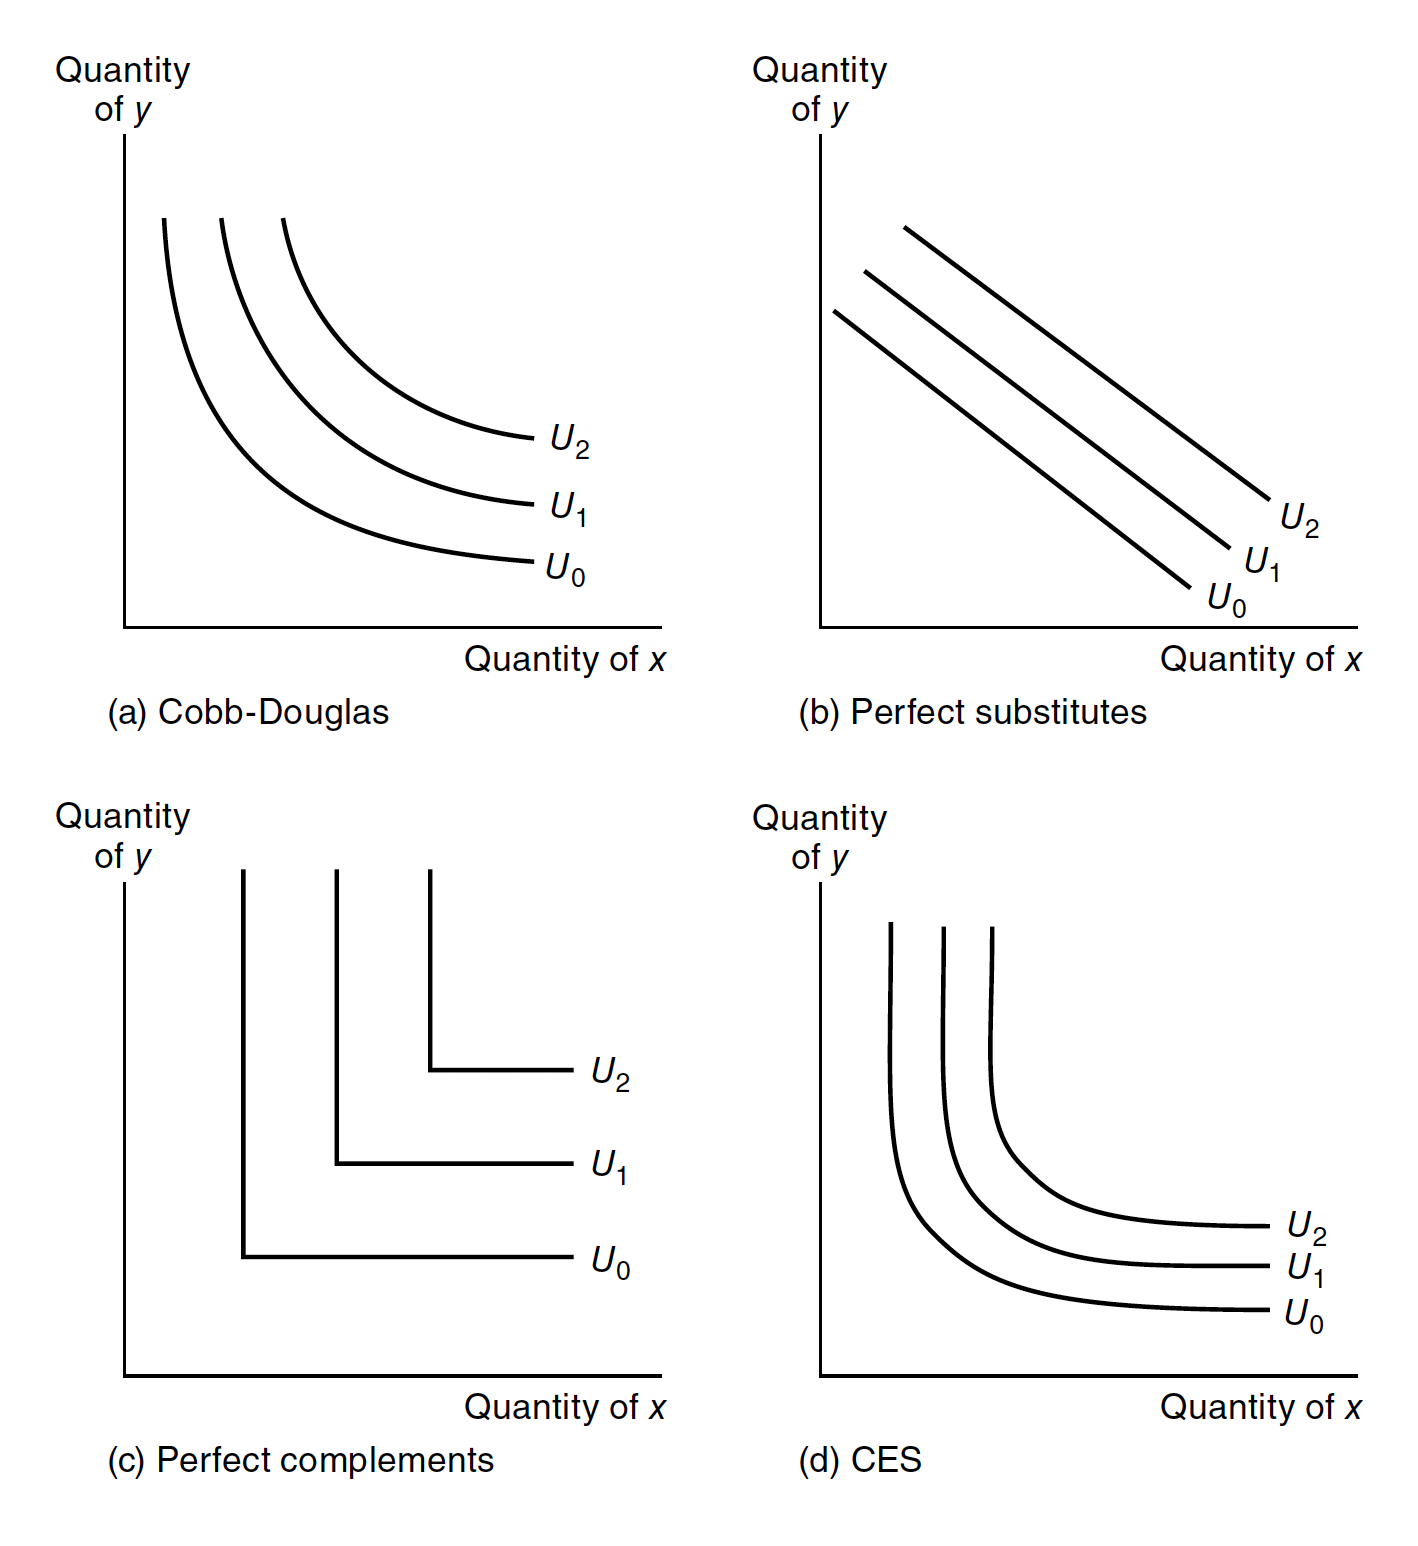 Quantity
of y
U2
U1
U0
Quantity of x
(a) Cobb-Douglas
Quantity
of y
U2
U1
U0
Quantity of x
(b) Perfect substitutes
Quantity
of y
U2
U1
U0
Quantity of x
(c) Perfect complements
Quantity
of y
U2
U1
U0
Quantity of x
(d) CES